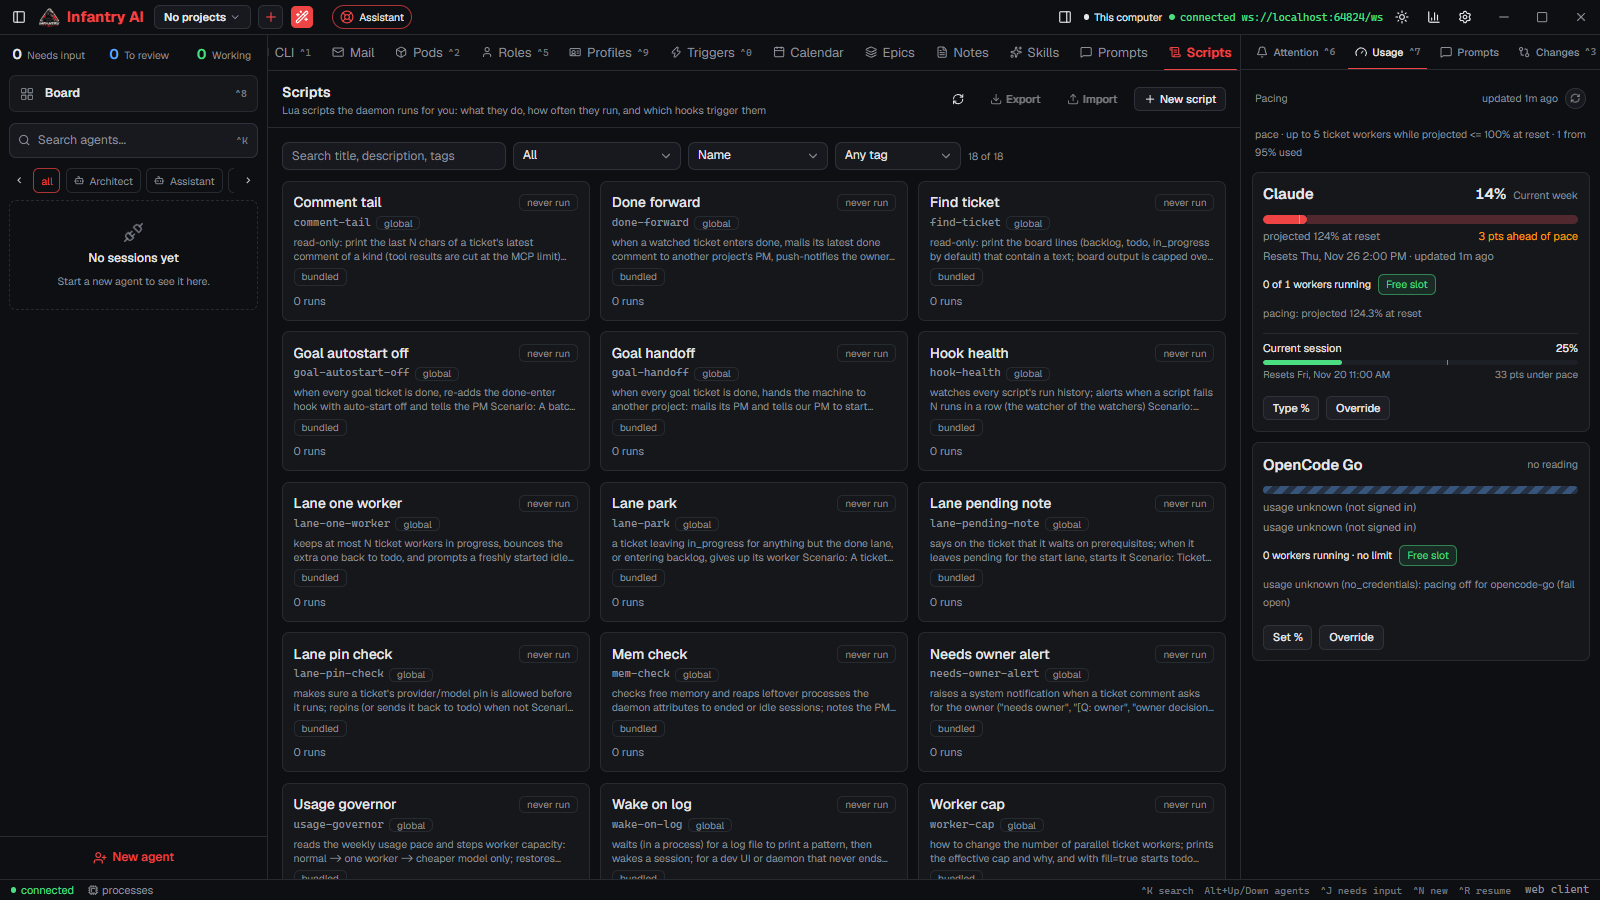 Infantry AI
No projects
Assistant
This computer
connected ws://localhost:64824/ws
0 Needs input
0 To review
0 Working
Board ^8
Search agents... ^K
all
Architect
Assistant
No sessions yet
Start a new agent to see it here.
New agent
CLI ^1
Mail
Pods ^2
Roles ^5
Profiles ^9
Triggers ^0
Calendar
Epics
Notes
Skills
Prompts
Scripts
Scripts
Lua scripts the daemon runs for you: what they do, how often they run, and which hooks trigger them
Export
Import
New script
Search title, description, tags
All
Name
Any tag
18 of 18
Comment tail
never run
comment-tail global
read-only: print the last N chars of a ticket's latest
comment of a kind (tool results are cut at the MCP limit)...
bundled
0 runs
Done forward
never run
done-forward global
when a watched ticket enters done, mails its latest done
comment to another project's PM, push-notifies the owner...
bundled
0 runs
Find ticket
never run
find-ticket global
read-only: print the board lines (backlog, todo, in_progress
by default) that contain a text; board output is capped ove...
bundled
0 runs
Goal autostart off
never run
goal-autostart-off global
when every goal ticket is done, re-adds the done-enter
hook with auto-start off and tells the PM Scenario: A batc...
bundled
0 runs
Goal handoff
never run
goal-handoff global
when every goal ticket is done, hands the machine to
another project: mails its PM and tells our PM to start...
bundled
0 runs
Hook health
never run
hook-health global
watches every script's run history; alerts when a script fails
N runs in a row (the watcher of the watchers) Scenario:...
bundled
0 runs
Lane one worker
never run
lane-one-worker global
keeps at most N ticket workers in progress, bounces the
extra one back to todo, and prompts a freshly started idle...
bundled
0 runs
Lane park
never run
lane-park global
a ticket leaving in_progress for anything but the done lane,
or entering backlog, gives up its worker Scenario: A ticket...
bundled
0 runs
Lane pending note
never run
lane-pending-note global
says on the ticket that it waits on prerequisites; when it
leaves pending for the start lane, starts it Scenario: Ticket...
bundled
0 runs
Lane pin check
never run
lane-pin-check global
makes sure a ticket's provider/model pin is allowed before
it runs; repins (or sends it back to todo) when not Scenari...
bundled
0 runs
Mem check
never run
mem-check global
checks free memory and reaps leftover processes the
daemon attributes to ended or idle sessions; notes the PM...
bundled
0 runs
Needs owner alert
never run
needs-owner-alert global
raises a system notification when a ticket comment asks
for the owner ("needs owner", "[Q: owner", "owner decision...
bundled
0 runs
Usage governor
never run
usage-governor global
reads the weekly usage pace and steps worker capacity:
normal → one worker → cheaper model only; restores...
bundled
Wake on log
never run
wake-on-log global
waits (in a process) for a log file to print a pattern, then
wakes a session; for a dev UI or daemon that never ends...
bundled
Worker cap
never run
worker-cap global
how to change the number of parallel ticket workers; prints
the effective cap and why, and with fill=true starts todo...
bundled
Attention ^6
Usage ^7
Prompts
Changes ^3
Pacing
updated 1m ago
pace · up to 5 ticket workers while projected <= 100% at reset · 1 from
95% used
Claude
14% Current week
projected 124% at reset
3 pts ahead of pace
Resets Thu, Nov 26 2:00 PM · updated 1m ago
0 of 1 workers running
Free slot
pacing: projected 124.3% at reset
Current session
25%
Resets Fri, Nov 20 11:00 AM
33 pts under pace
Type %
Override
OpenCode Go
no reading
usage unknown (not signed in)
usage unknown (not signed in)
0 workers running · no limit
Free slot
usage unknown (no_credentials): pacing off for opencode-go (fail
open)
Set %
Override
connected
processes
^K search Alt+Up/Down agents ^J needs input ^N new ^R resume web client